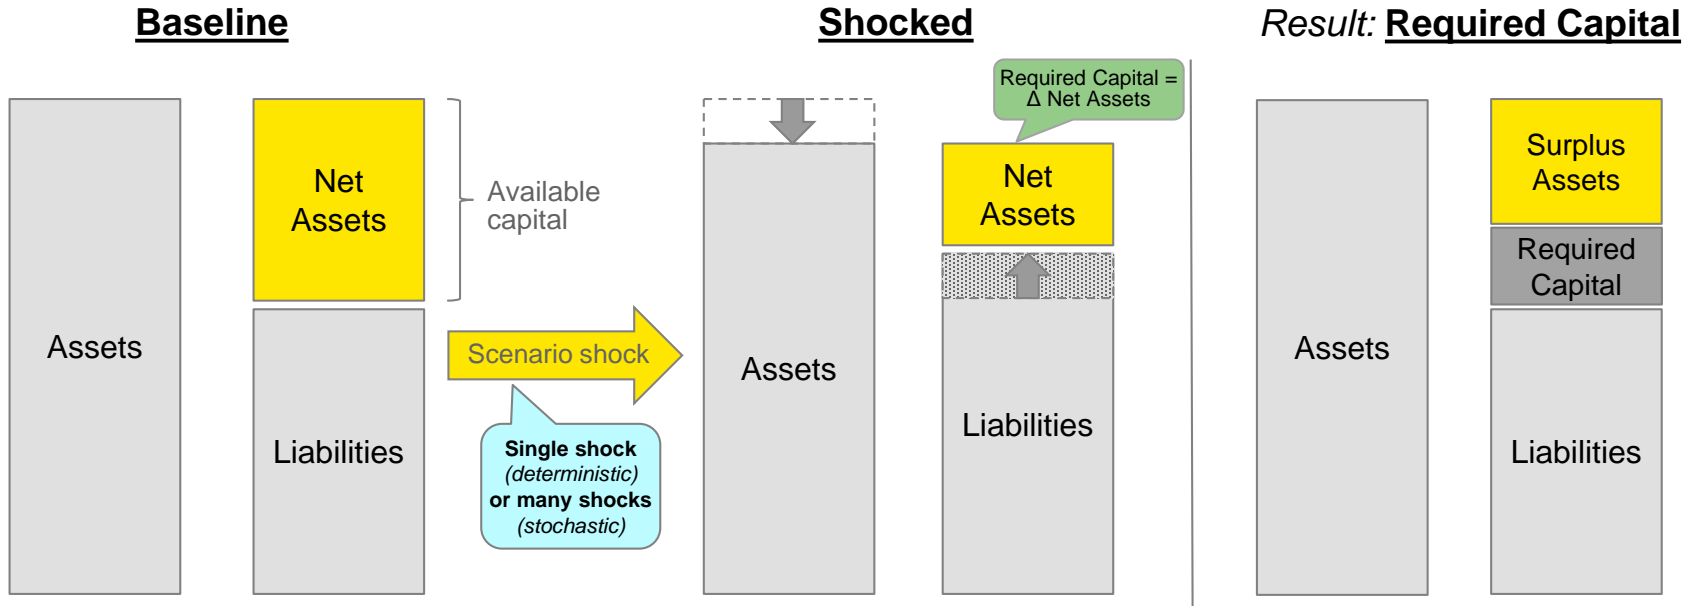 Baseline
Shocked
Result: Required Capital
Assets
Net
Assets
Available
capital
Liabilities
Scenario shock
Single shock
(deterministic)
or many shocks
(stochastic)
Assets
Required Capital =
Δ Net Assets
Net
Assets
Liabilities
Assets
Surplus
Assets
Required
Capital
Liabilities